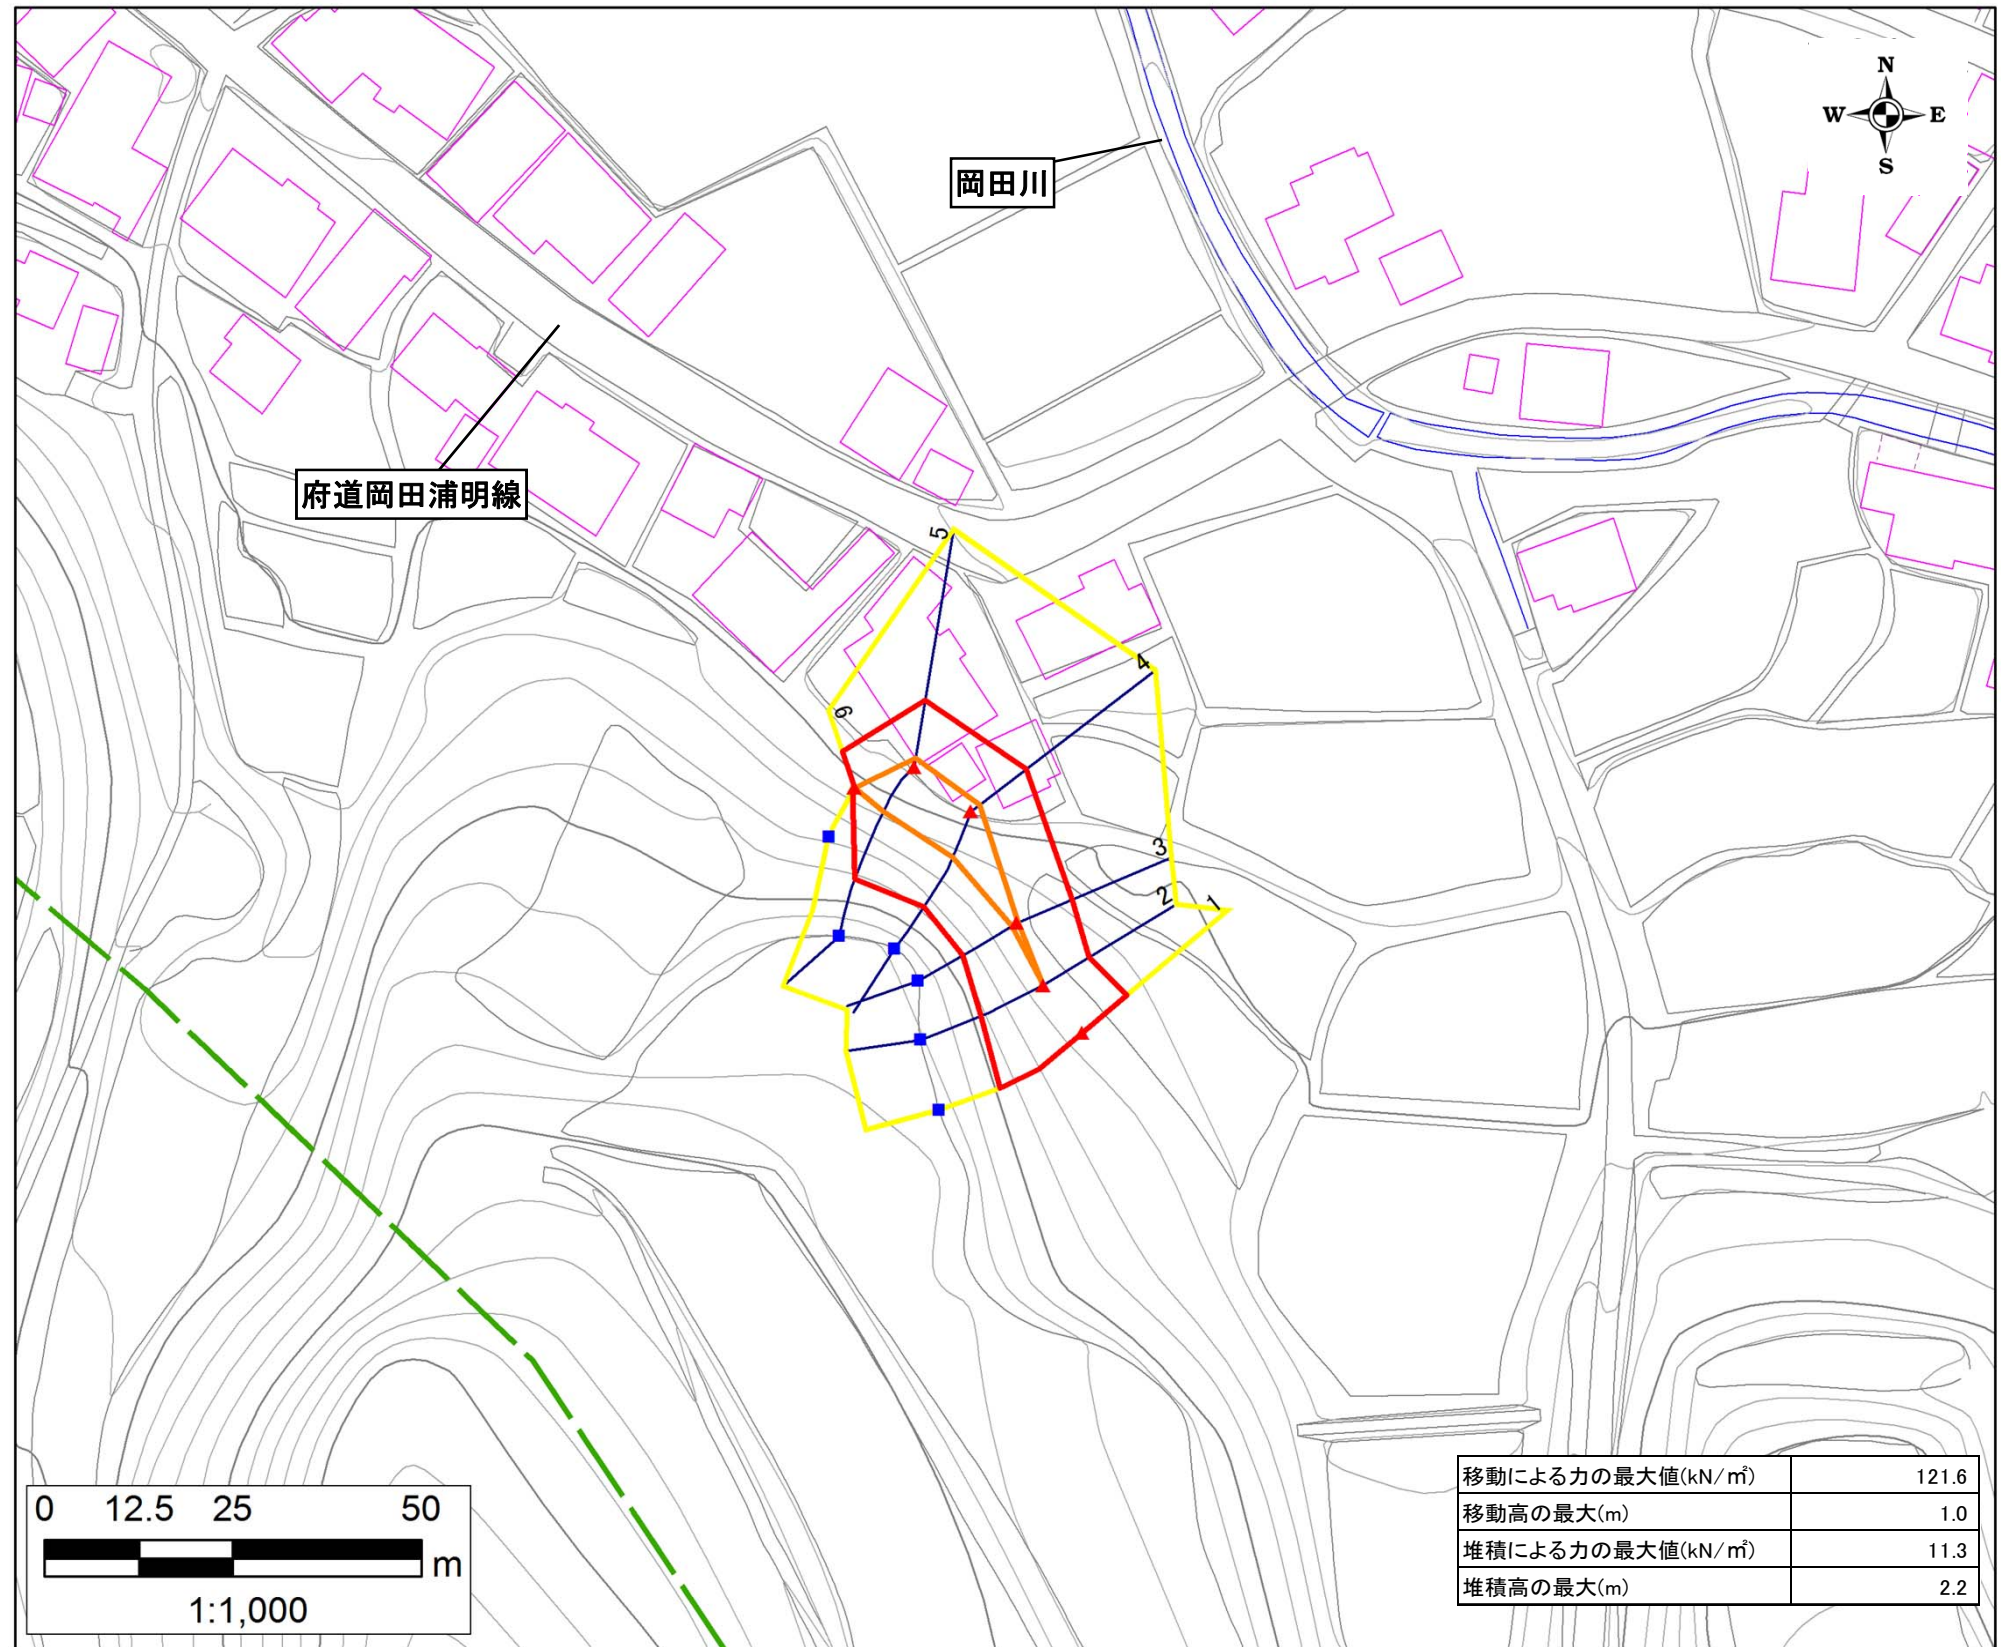 N
W E
S
岡田川
府道岡田浦明線
5
4
6
3
2
1
0 12.5 25 50
m
1:1,000
移動による力の最大値(kN/㎡) 121.6
移動高の最大(m) 1.0
堆積による力の最大値(kN/㎡) 11.3
堆積高の最大(m) 2.2